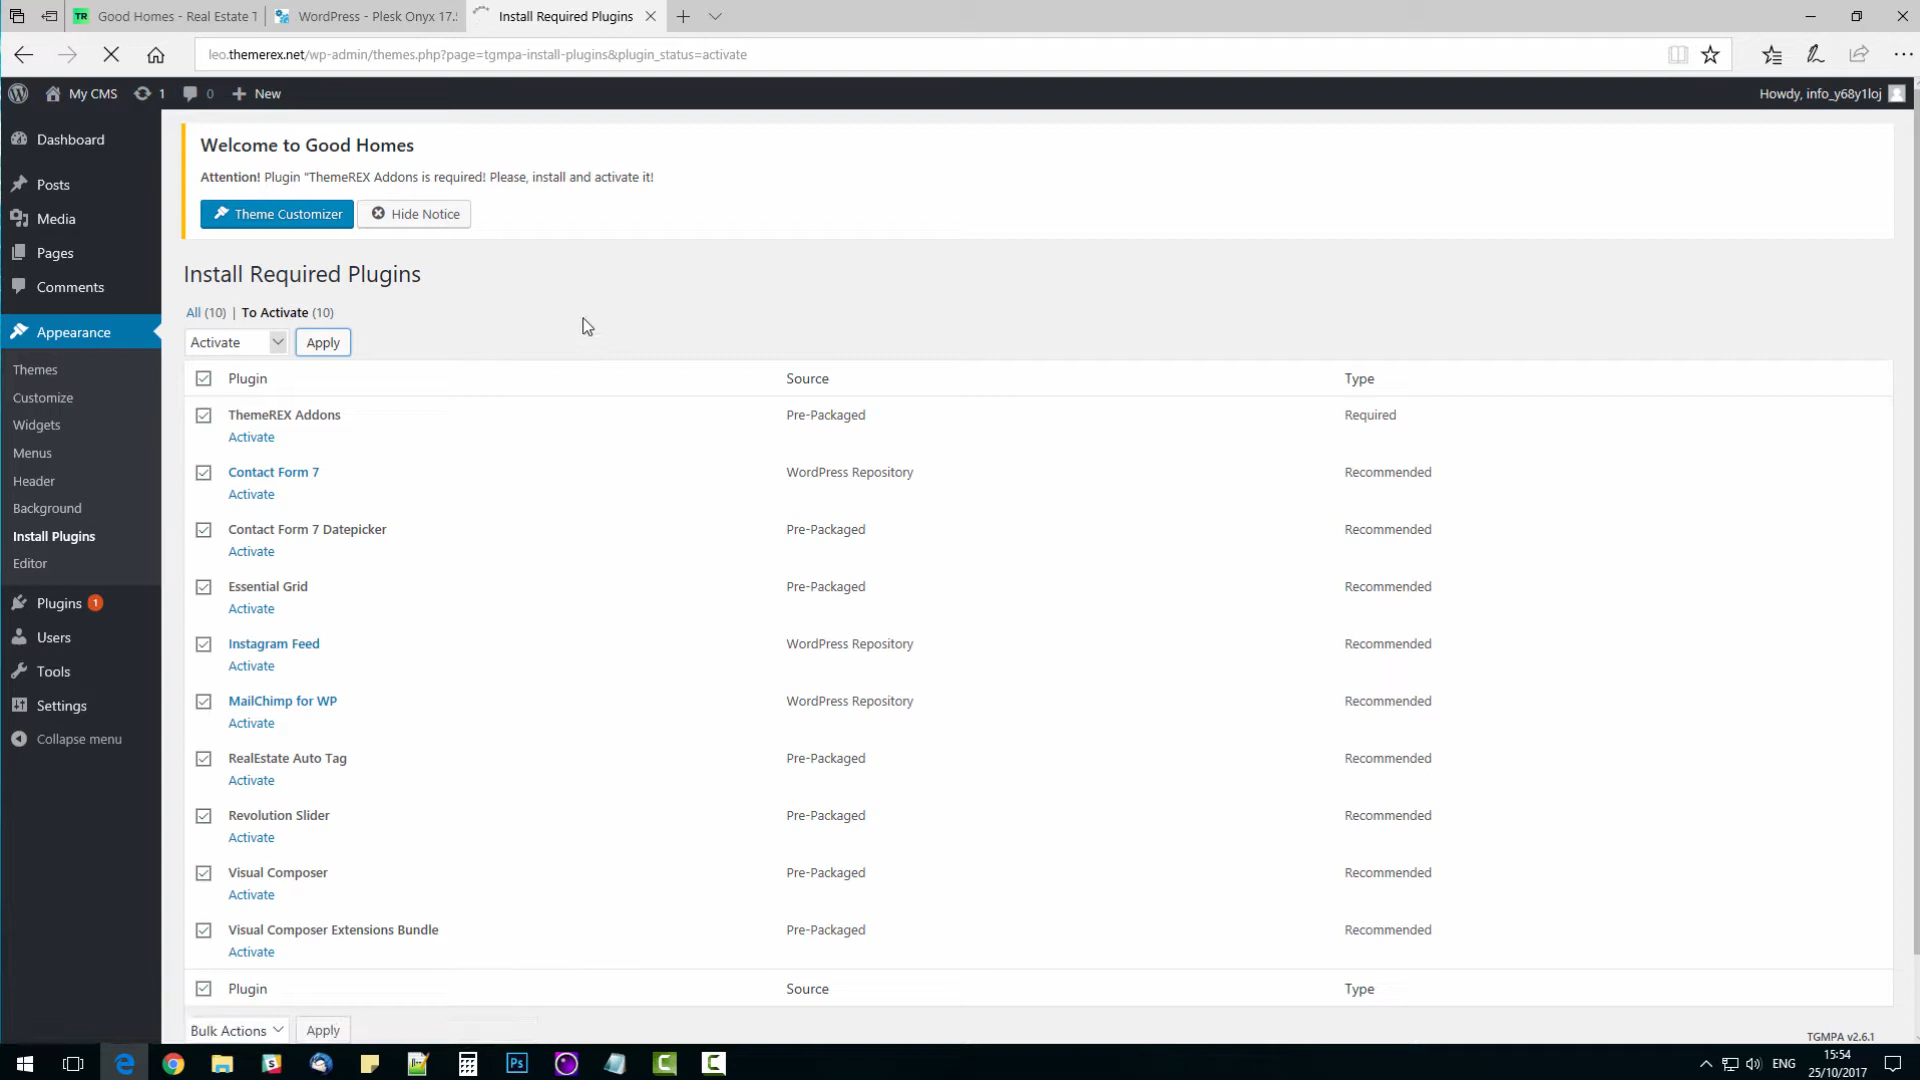 Good Homes - Real Estate T
WordPress - Plesk Onyx 17.5
Install Required Plugins
leo.themerex.net/wp-admin/themes.php?page=tgmpa-install-plugins&plugin_status=activate
My CMS
1
0
New
Howdy, info_y68y1loj
Dashboard
Posts
Media
Pages
Comments
Appearance
Themes
Customize
Widgets
Menus
Header
Background
Install Plugins
Editor
Plugins 1
Users
Tools
Settings
Collapse menu
Welcome to Good Homes
Attention! Plugin "ThemeREX Addons is required! Please, install and activate it!
Theme Customizer
Hide Notice
Install Required Plugins
All (10) | To Activate (10)
Activate
Apply
Plugin Source Type
ThemeREX Addons Pre-Packaged Required
Activate
Contact Form 7 WordPress Repository Recommended
Activate
Contact Form 7 Datepicker Pre-Packaged Recommended
Activate
Essential Grid Pre-Packaged Recommended
Activate
Instagram Feed WordPress Repository Recommended
Activate
MailChimp for WP WordPress Repository Recommended
Activate
RealEstate Auto Tag Pre-Packaged Recommended
Activate
Revolution Slider Pre-Packaged Recommended
Activate
Visual Composer Pre-Packaged Recommended
Activate
Visual Composer Extensions Bundle Pre-Packaged Recommended
Activate
Plugin Source Type
Bulk Actions
Apply
TGMPA v2.6.1
ENG
15:54
25/10/2017